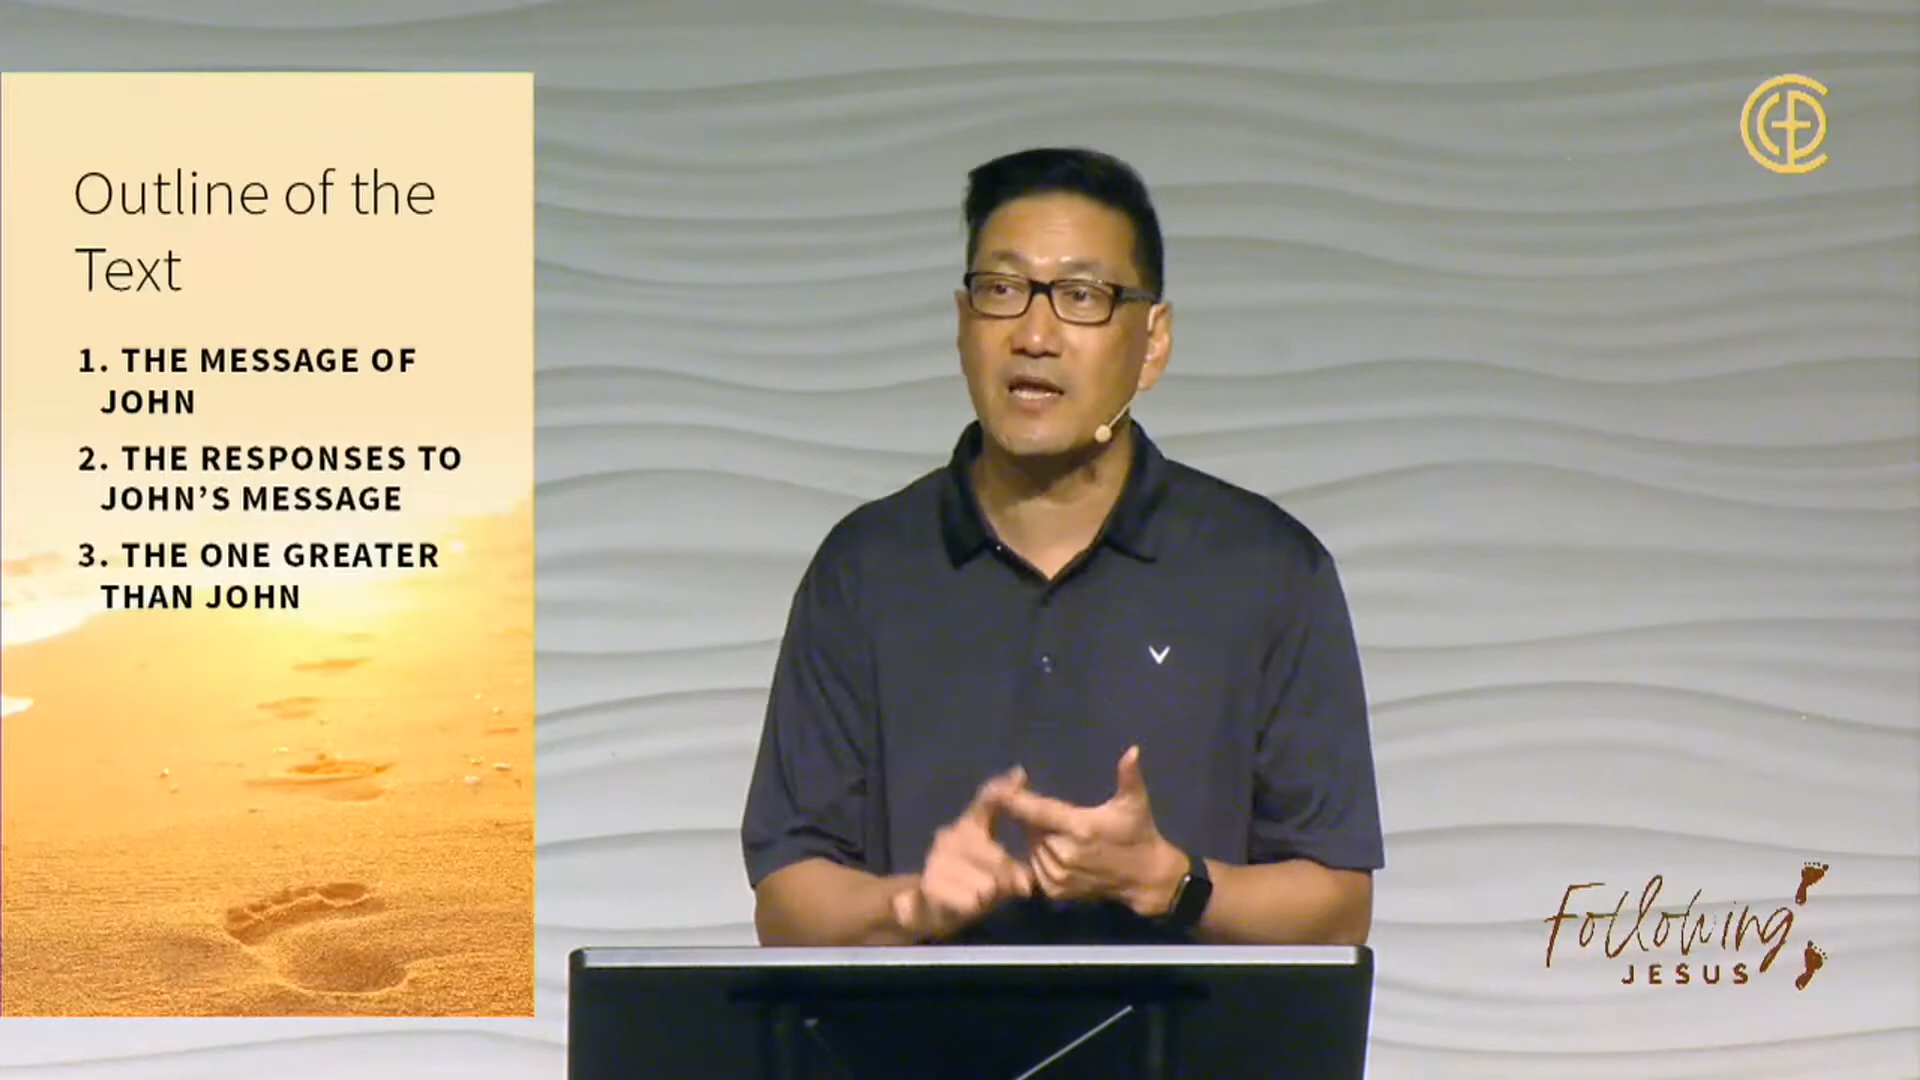 Outline of the
Text
1. THE MESSAGE OF
JOHN
2. THE RESPONSES TO
JOHN’S MESSAGE
3. THE ONE GREATER
THAN JOHN
Following
JESUS